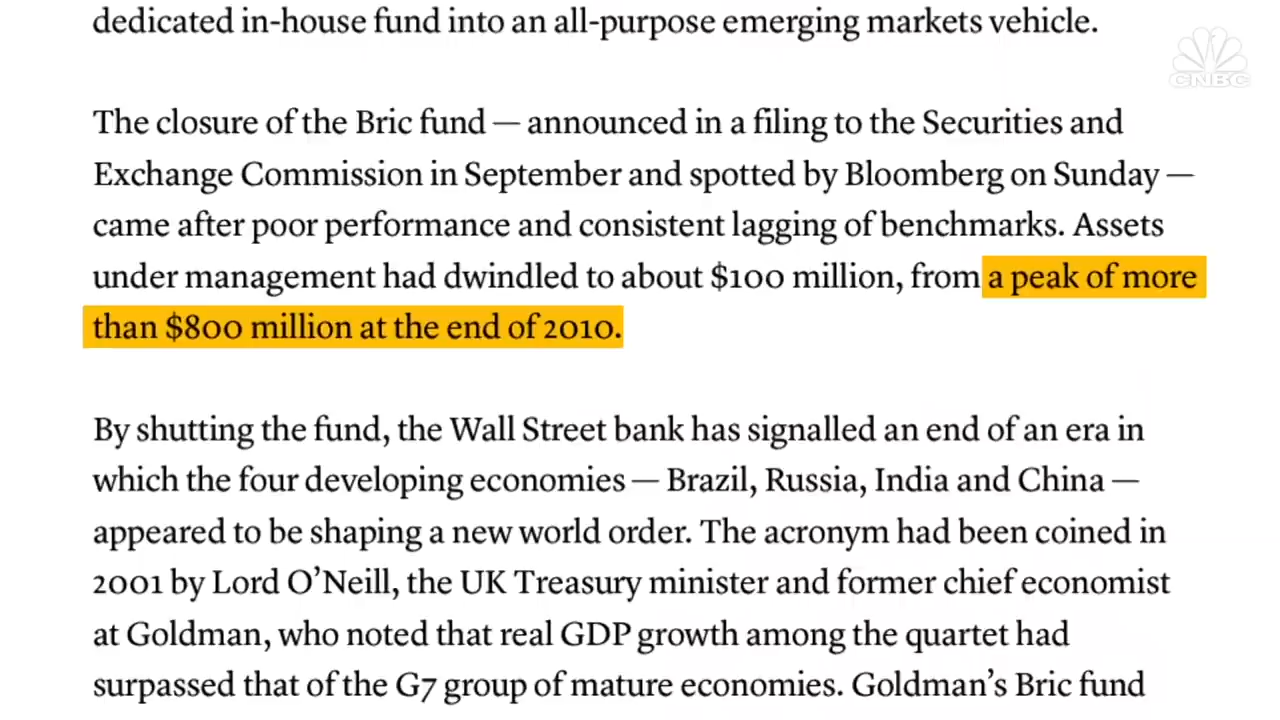 dedicated in-house fund into an all-purpose emerging markets vehicle.
CNBC
The closure of the Bric fund — announced in a filing to the Securities and
Exchange Commission in September and spotted by Bloomberg on Sunday —
came after poor performance and consistent lagging of benchmarks. Assets
under management had dwindled to about $100 million, from a peak of more
than $800 million at the end of 2010.
By shutting the fund, the Wall Street bank has signalled an end of an era in
which the four developing economies — Brazil, Russia, India and China —
appeared to be shaping a new world order. The acronym had been coined in
2001 by Lord O’Neill, the UK Treasury minister and former chief economist
at Goldman, who noted that real GDP growth among the quartet had
surpassed that of the G7 group of mature economies. Goldman’s Bric fund